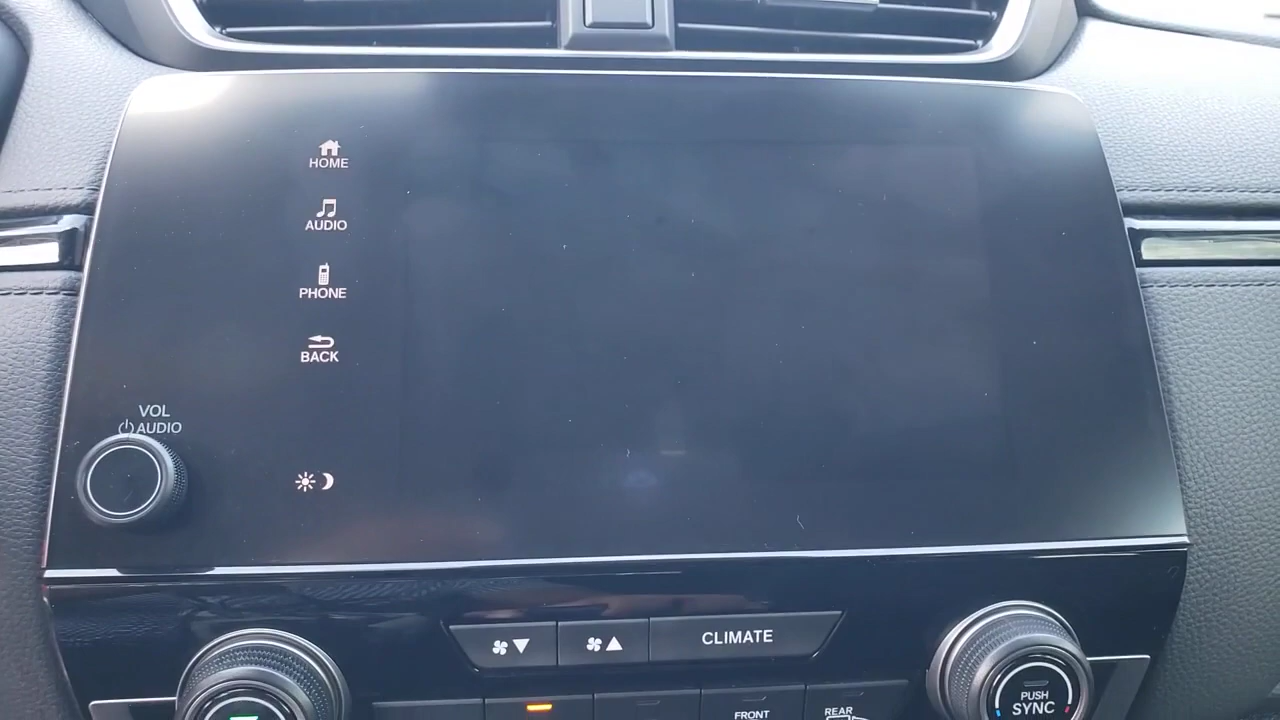 HOME
AUDIO
PHONE
BACK
VOL
AUDIO
CLIMATE
FRONT
REAR
PUSH
SYNC